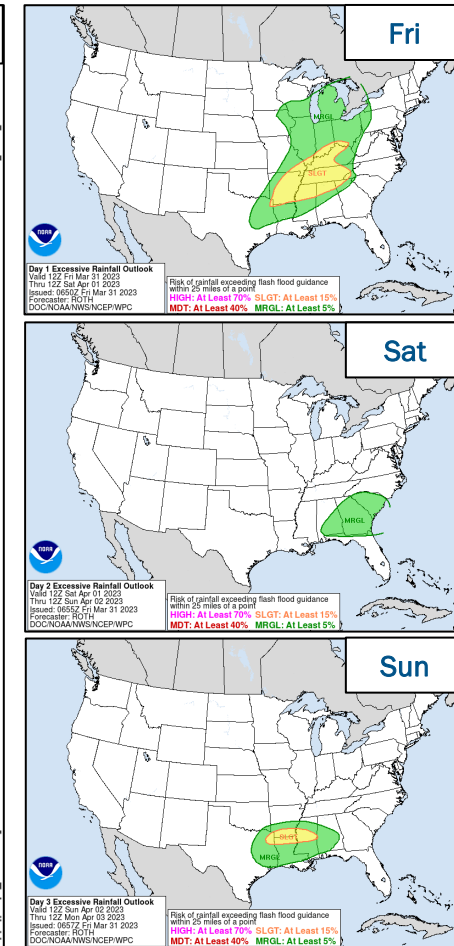 Fri
MRGL
SLGT
NOAA
Day 1 Excessive Rainfall Outlook
Valid 12Z Fri Mar 31 2023
Thru 12Z Sat Apr 01 2023
Issued: 0650Z Fri Mar 31 2023
Forecaster: ROTH
DOC/NOAA/NWS/NCEP/WPC
Risk of rainfall exceeding flash flood guidance
within 25 miles of a point
HIGH: At Least 70% SLGT: At Least 15%
MDT: At Least 40% MRGL: At Least 5%
Sat
MRGL
NOAA
Day 2 Excessive Rainfall Outlook
Valid 12Z Sat Apr 01 2023
Thru 12Z Sun Apr 02 2023
Issued: 0655Z Fri Mar 31 2023
Forecaster: ROTH
DOC/NOAA/NWS/NCEP/WPC
Risk of rainfall exceeding flash flood guidance
within 25 miles of a point
HIGH: At Least 70% SLGT: At Least 15%
MDT: At Least 40% MRGL: At Least 5%
Sun
SLGT
MRGL
NOAA
Day 3 Excessive Rainfall Outlook
Valid 12Z Sun Apr 02 2023
Thru 12Z Mon Apr 03 2023
Issued: 0657Z Fri Mar 31 2023
Forecaster: ROTH
DOC/NOAA/NWS/NCEP/WPC
Risk of rainfall exceeding flash flood guidance
within 25 miles of a point
HIGH: At Least 70% SLGT: At Least 15%
MDT: At Least 40% MRGL: At Least 5%